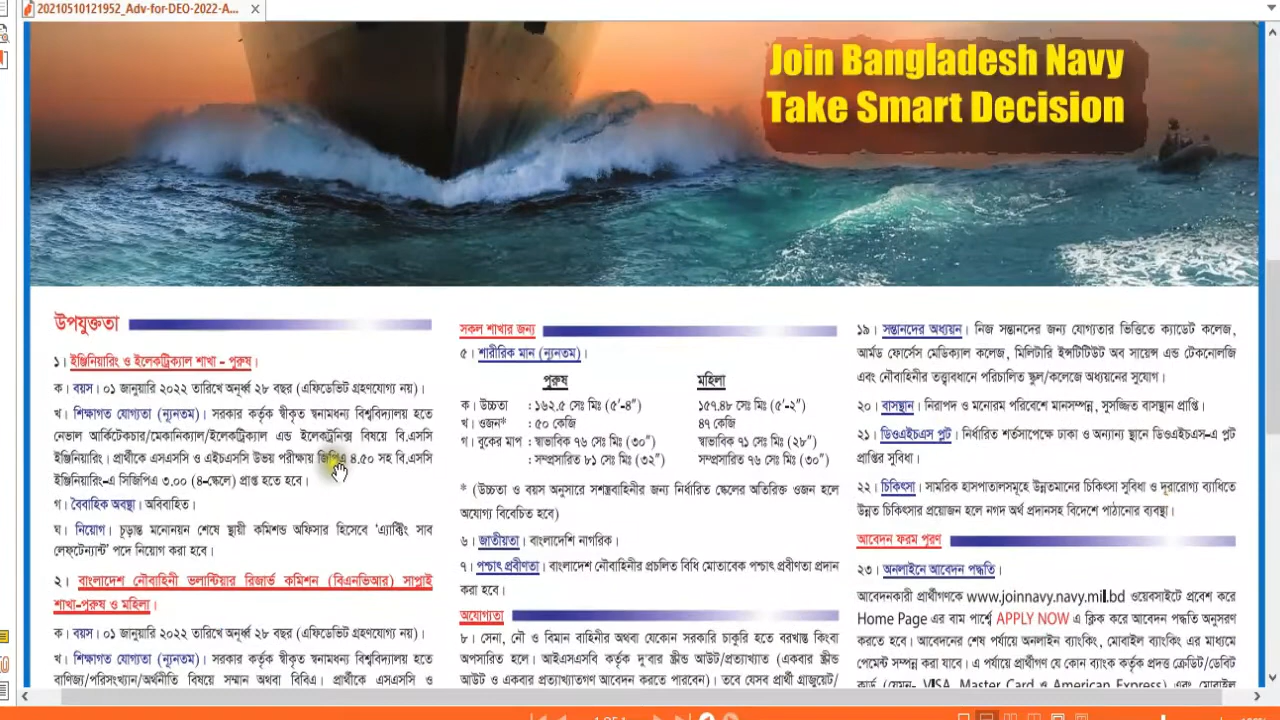 20210510121952_Adv-for-DEO-2022-A...
Join Bangladesh Navy
Take Smart Decision
উপযুক্ততা
১। ইঞ্জিনিয়ারিং ও ইলেকট্রিক্যাল শাখা - পুরুষ।
ক। বয়স। ০১ জানুয়ারি ২০২২ তারিখে অনূর্ধ্ব ২৮ বছর (এফিডেভিট গ্রহণযোগ্য নয়)।
খ। শিক্ষাগত যোগ্যতা (ন্যূনতম)। সরকার কর্তৃক স্বীকৃত স্বনামধন্য বিশ্ববিদ্যালয় হতে
নেভাল আর্কিটেকচার/মেকানিক্যাল/ইলেকট্রিক্যাল এন্ড ইলেকট্রনিক্স বিষয়ে বি.এসসি
ইঞ্জিনিয়ারিং। প্রার্থীকে এসএসসি ও এইচএসসি উভয় পরীক্ষায় জিপিএ ৪.৫০ সহ বি.এসসি
ইঞ্জিনিয়ারিং-এ সিজিপিএ ৩.০০ (৪-স্কেলে) প্রাপ্ত হতে হবে।
গ। বৈবাহিক অবস্থা। অবিবাহিত।
ঘ। নিয়োগ। চূড়ান্ত মনোনয়ন শেষে স্থায়ী কমিশন্ড অফিসার হিসেবে 'এ্যাক্টিং সাব
লেফ্‌টেন্যান্ট' পদে নিয়োগ করা হবে।
২। বাংলাদেশ নৌবাহিনী ভলান্টিয়ার রিজার্ভ কমিশন (বিএনভিআর) সাপ্লাই
শাখা-পুরুষ ও মহিলা।
ক। বয়স। ০১ জানুয়ারি ২০২২ তারিখে অনূর্ধ্ব ২৮ বছর (এফিডেভিট গ্রহণযোগ্য নয়)।
খ। শিক্ষাগত যোগ্যতা (ন্যূনতম)। সরকার কর্তৃক স্বীকৃত স্বনামধন্য বিশ্ববিদ্যালয় হতে
বাণিজ্য/পরিসংখ্যান/অর্থনীতি বিষয়ে সম্মান অথবা বিবিএ। প্রার্থীকে এসএসসি ও
সকল শাখার জন্য
৫। শারীরিক মান (ন্যূনতম)।
পুরুষ মহিলা
ক। উচ্চতা : ১৬২.৫ সেঃ মিঃ (৫'-৪") ১৫৭.৪৮ সেঃ মিঃ (৫'-২")
খ। ওজন* : ৫০ কেজি ৪৭ কেজি
গ। বুকের মাপ : স্বাভাবিক ৭৬ সেঃ মিঃ (৩০") স্বাভাবিক ৭১ সেঃ মিঃ (২৮")
: সম্প্রসারিত ৮১ সেঃ মিঃ (৩২") সম্প্রসারিত ৭৬ সেঃ মিঃ (৩০")
* (উচ্চতা ও বয়স অনুসারে সশস্ত্রবাহিনীর জন্য নির্ধারিত স্কেলের অতিরিক্ত ওজন হলে
অযোগ্য বিবেচিত হবে)
৬। জাতীয়তা। বাংলাদেশি নাগরিক।
৭। পশ্চাৎ প্রবীণতা। বাংলাদেশ নৌবাহিনীর প্রচলিত বিধি মোতাবেক পশ্চাৎ প্রবীণতা প্রদান
করা হবে।
অযোগ্যতা
৮। সেনা, নৌ ও বিমান বাহিনীর অথবা যেকোন সরকারি চাকুরি হতে বরখাস্ত কিংবা
অপসারিত হলে। আইএসএসবি কর্তৃক দু'বার স্ক্রীন্ড আউট/প্রত্যাখ্যাত (একবার স্ক্রীন্ড
আউট ও একবার প্রত্যাখ্যাতগণ আবেদন করতে পারবেন)। তবে যেসব প্রার্থী গ্রাজুয়েট/
১৯। সন্তানদের অধ্যয়ন। নিজ সন্তানদের জন্য যোগ্যতার ভিত্তিতে ক্যাডেট কলেজ,
আর্মড ফোর্সেস মেডিক্যাল কলেজ, মিলিটারি ইন্সটিটিউট অব সায়েন্স এন্ড টেকনোলজি
এবং নৌবাহিনীর তত্ত্বাবধানে পরিচালিত স্কুল/কলেজে অধ্যয়নের সুযোগ।
২০। বাসস্থান। নিরাপদ ও মনোরম পরিবেশে মানসম্পন্ন, সুসজ্জিত বাসস্থান প্রাপ্তি।
২১। ডিওএইচএস প্লট। নির্ধারিত শর্তসাপেক্ষে ঢাকা ও অন্যান্য স্থানে ডিওএইচএস-এ প্লট
প্রাপ্তির সুবিধা।
২২। চিকিৎসা। সামরিক হাসপাতালসমূহে উন্নতমানের চিকিৎসা সুবিধা ও দূরারোগ্য ব্যাধিতে
উন্নত চিকিৎসার প্রয়োজন হলে নগদ অর্থ প্রদানসহ বিদেশে পাঠানোর ব্যবস্থা।
আবেদন ফরম পূরণ
২৩। অনলাইনে আবেদন পদ্ধতি।
আবেদনকারী প্রার্থীগণকে www.joinnavy.navy.mil.bd ওয়েবসাইটে প্রবেশ করে
Home Page এর বাম পার্শ্বে APPLY NOW এ ক্লিক করে আবেদন পদ্ধতি অনুসরণ
করতে হবে। আবেদনের শেষ পর্যায়ে অনলাইন ব্যাংকিং, মোবাইল ব্যাংকিং এর মাধ্যমে
পেমেন্ট সম্পন্ন করা যাবে। এ পর্যায়ে প্রার্থীগণ যে কোন ব্যাংক কর্তৃক প্রদত্ত ক্রেডিট/ডেবিট
কার্ড (যেমন- VISA, Master Card ও American Express) এবং মোবাইল